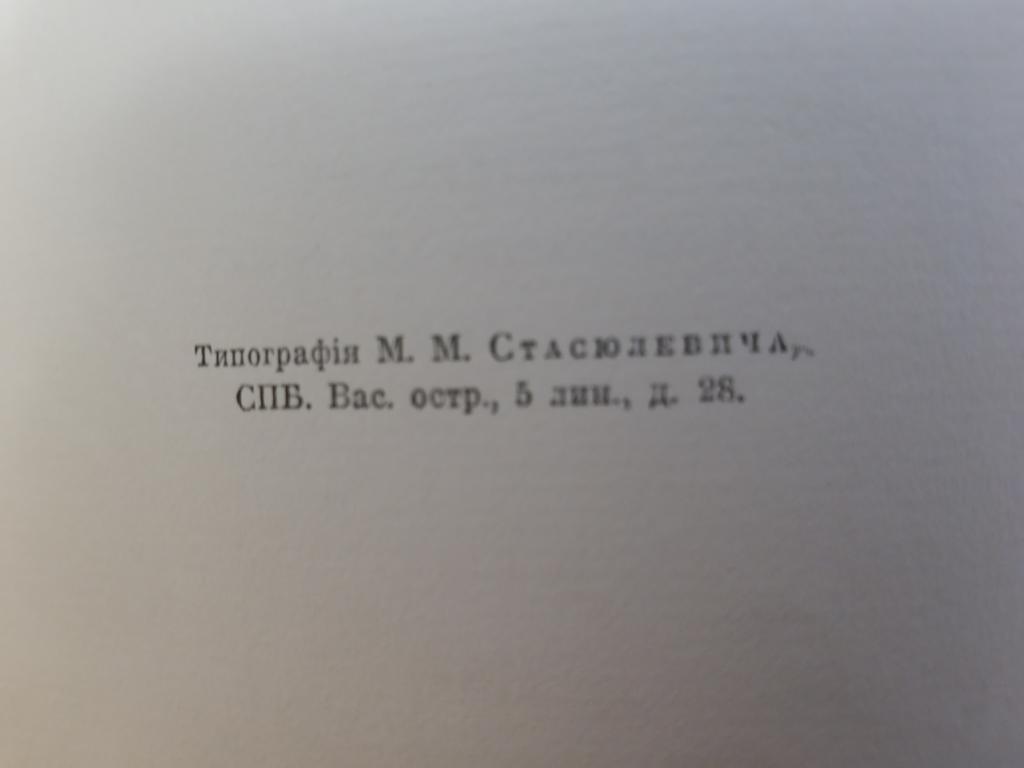 Типографія М. М. Стасюлевича,
СПБ. Вас. остр., 5 лин., д. 28.